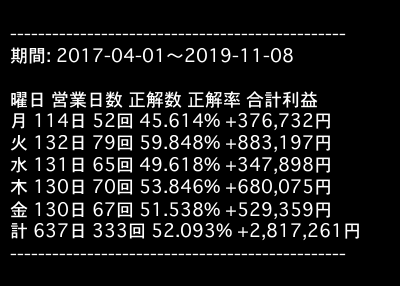 ------------------------------------------------
期間: 2017-04-01〜2019-11-08
曜日 営業日数 正解数 正解率 合計利益
月 114日 52回 45.614% +376,732円
火 132日 79回 59.848% +883,197円
水 131日 65回 49.618% +347,898円
木 130日 70回 53.846% +680,075円
金 130日 67回 51.538% +529,359円
計 637日 333回 52.093% +2,817,261円
------------------------------------------------